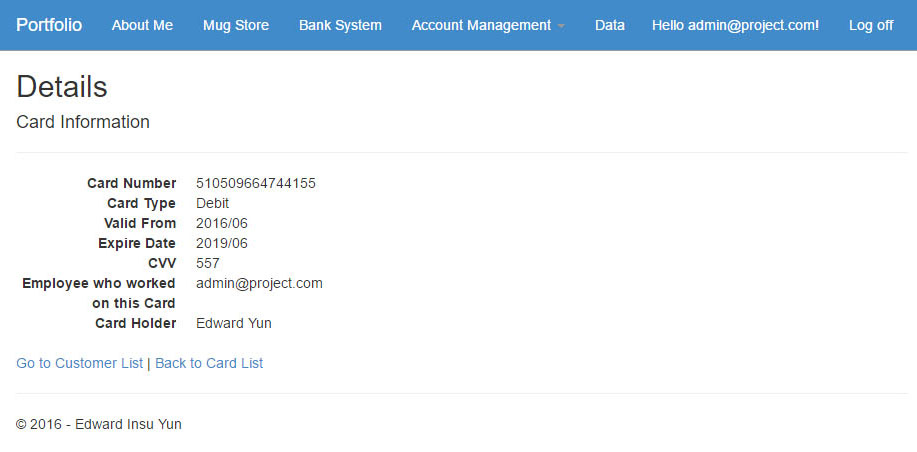 Portfolio About Me Mug Store Bank System Account Management Data Hello admin@project.com! Log off
Details
Card Information
Card Number 510509664744155
Card Type Debit
Valid From 2016/06
Expire Date 2019/06
CVV 557
Employee who worked admin@project.com
on this Card
Card Holder Edward Yun
Go to Customer List | Back to Card List
© 2016 - Edward Insu Yun